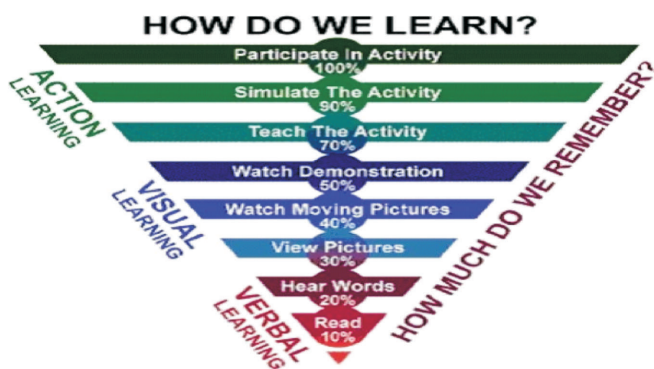 HOW DO WE LEARN?
Participate In Activity
100%
Simulate The Activity
90%
Teach The Activity
70%
Watch Demonstration
50%
Watch Moving Pictures
40%
View Pictures
30%
Hear Words
20%
Read
10%
ACTION
LEARNING
VISUAL
LEARNING
VERBAL
LEARNING
HOW MUCH DO WE REMEMBER?